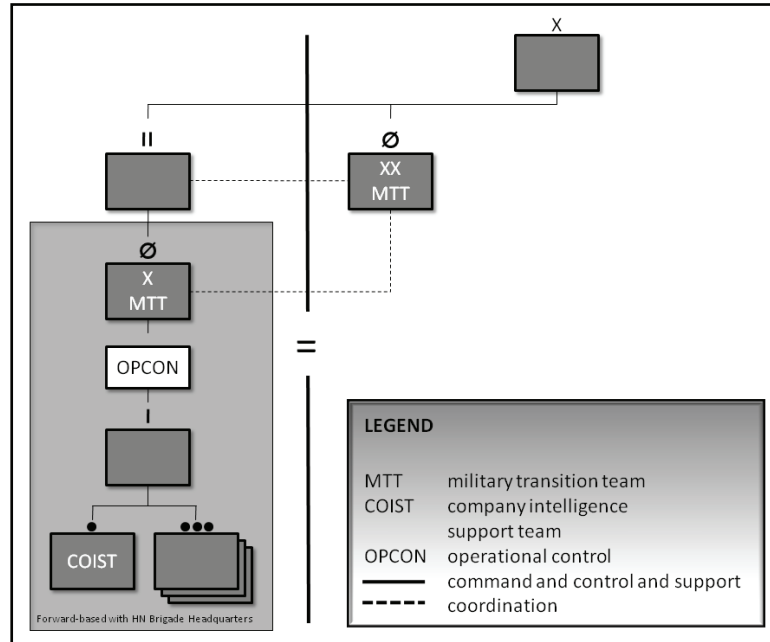 X
II
Ø
XX
MTT
Ø
X
MTT
OPCON
=
I
●
●●●
COIST
Forward-based with HN Brigade Headquarters
LEGEND
MTT military transition team
COIST company intelligence
support team
OPCON operational control
command and control and support
coordination